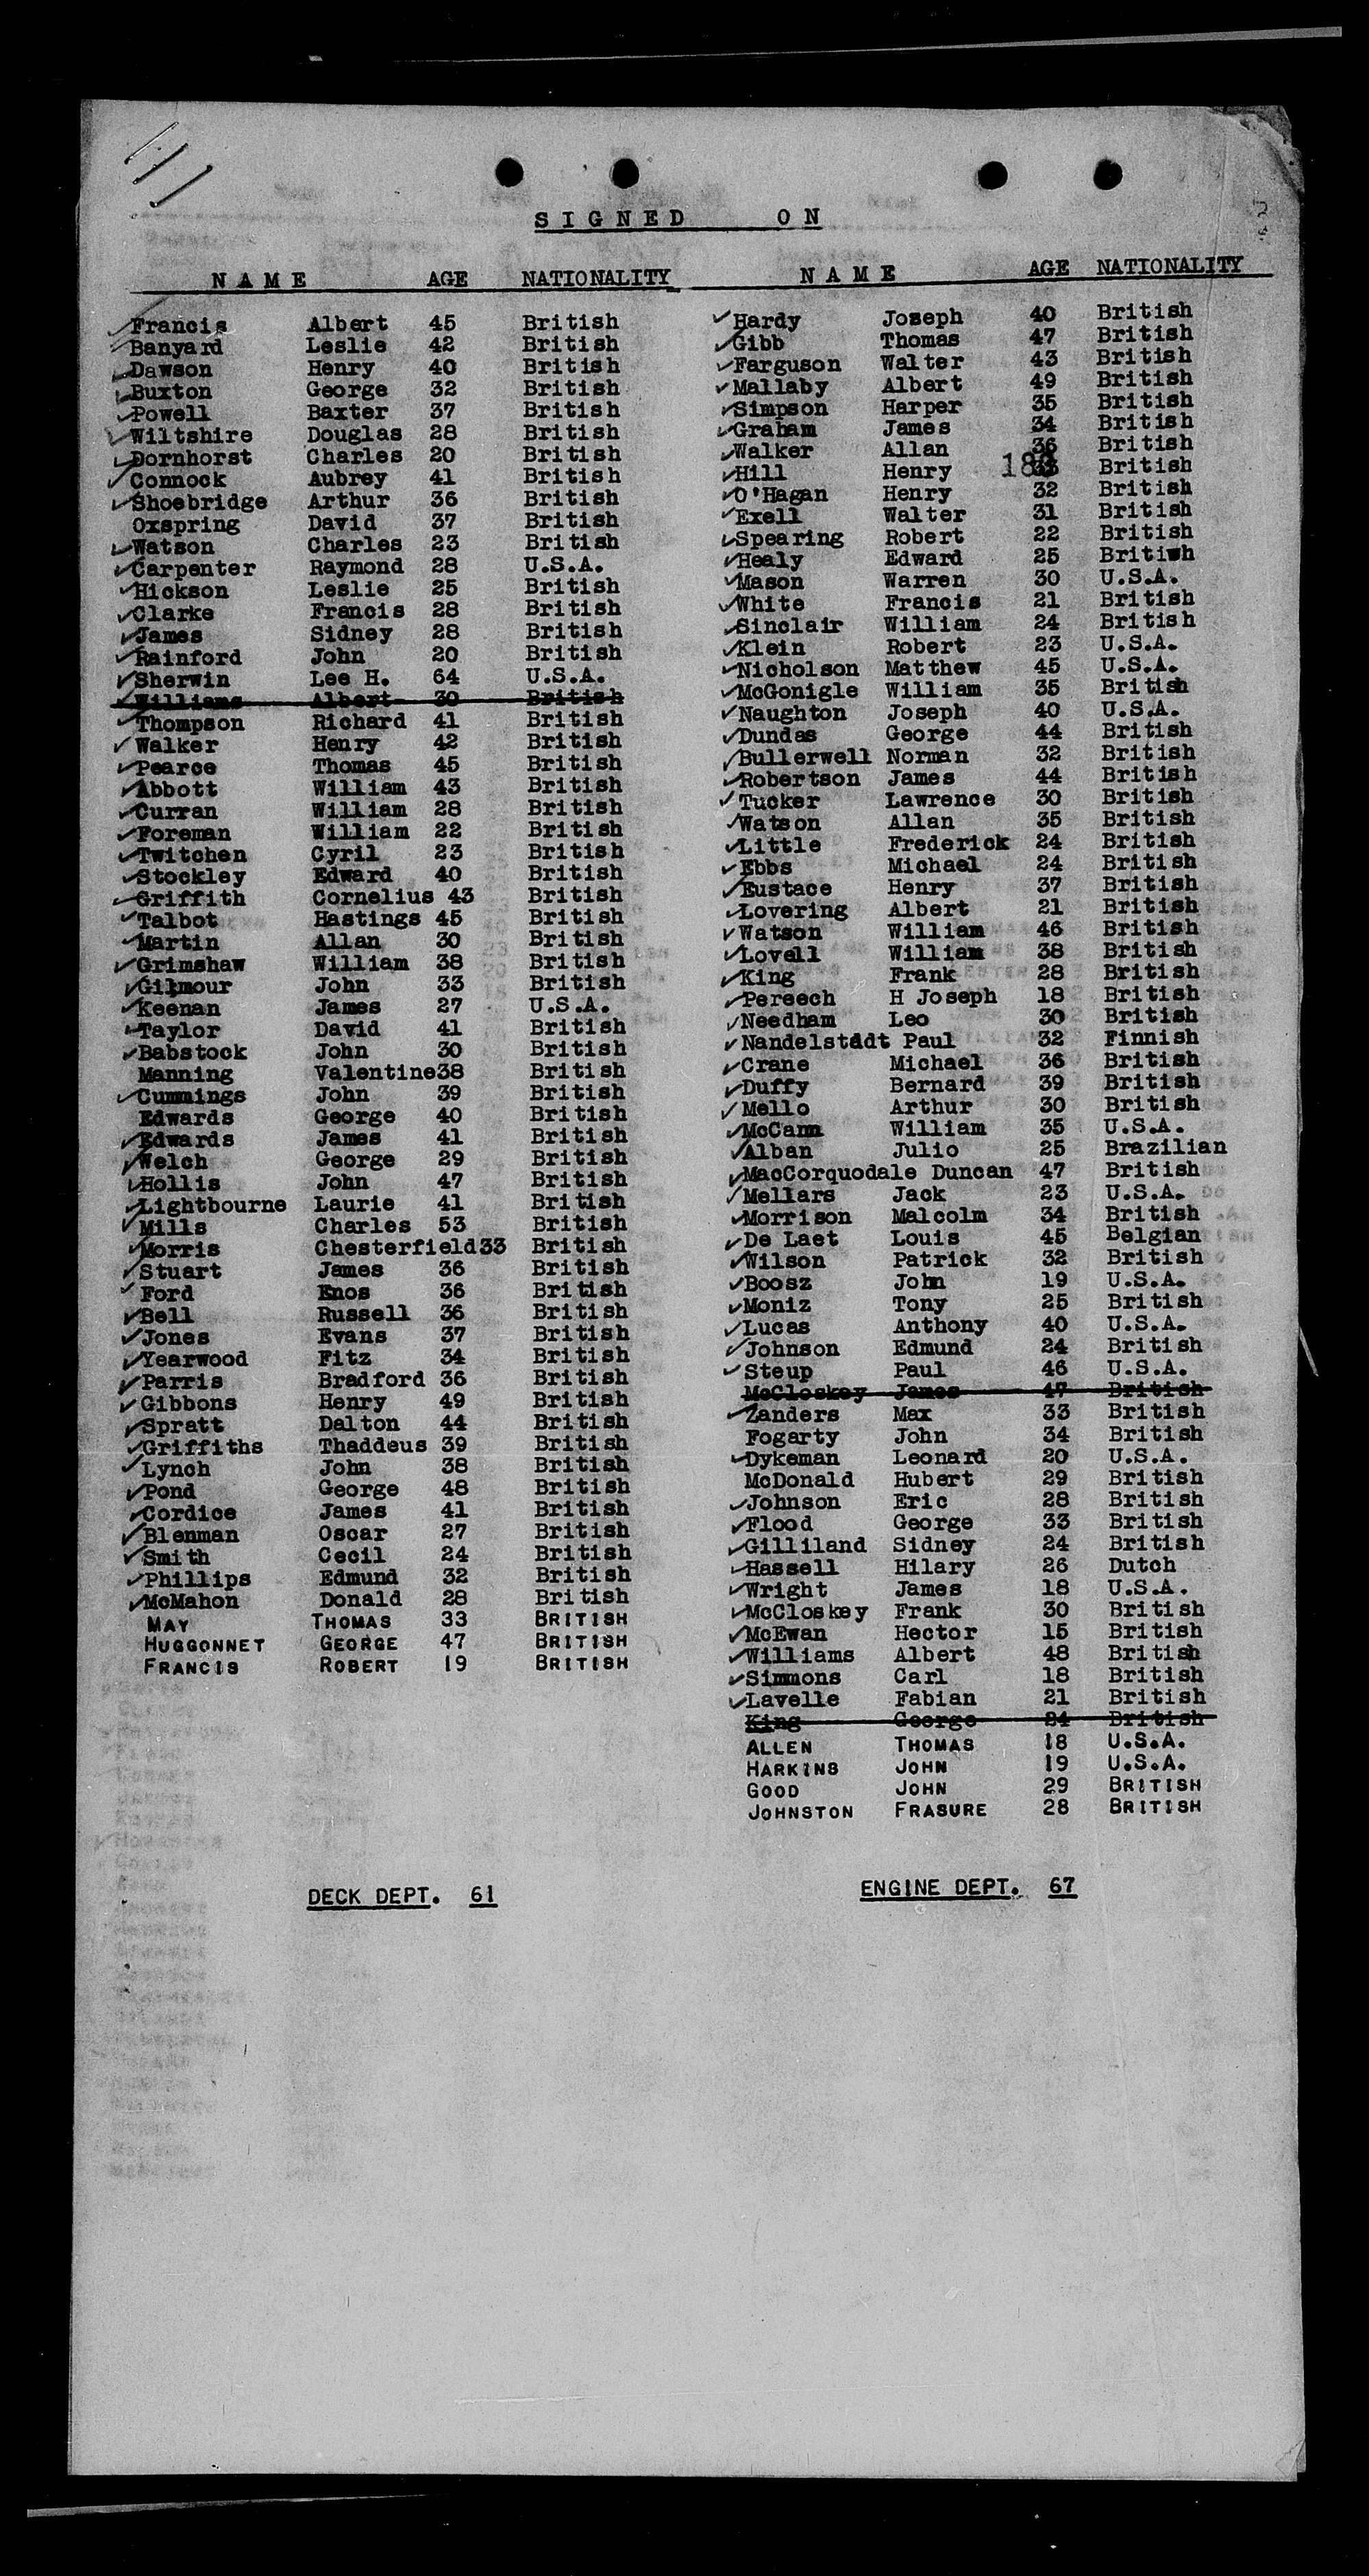 SIGNED ON
NAME AGE NATIONALITY
Francis Albert 45 British
Banyard Leslie 42 British
Dawson Henry 40 British
Buxton George 32 British
Powell Baxter 37 British
Wiltshire Douglas 28 British
Dornhorst Charles 20 British
Connock Aubrey 41 British
Shoebridge Arthur 36 British
Oxspring David 37 British
Watson Charles 23 British
Carpenter Raymond 28 U.S.A.
Hickson Leslie 25 British
Clarke Francis 28 British
James Sidney 28 British
Rainford John 20 British
Sherwin Lee H. 64 U.S.A.
Williams Albert 30 British
Thompson Richard 41 British
Walker Henry 42 British
Pearce Thomas 45 British
Abbott William 43 British
Curran William 28 British
Foreman William 22 British
Twitchen Cyril 23 British
Stockley Edward 40 British
Griffith Cornelius 43 British
Talbot Hastings 45 British
Martin Allan 30 British
Grimshaw William 38 British
Gilmour John 33 British
Keenan James 27 U.S.A.
Taylor David 41 British
Babstock John 30 British
Manning Valentine38 British
Cummings John 39 British
Edwards George 40 British
Edwards James 41 British
Welch George 29 British
Hollis John 47 British
Lightbourne Laurie 41 British
Mills Charles 53 British
Morris Chesterfield33 British
Stuart James 36 British
Ford Enos 36 British
Bell Russell 36 British
Jones Evans 37 British
Yearwood Fitz 34 British
Parris Bradford 36 British
Gibbons Henry 49 British
Spratt Dalton 44 British
Griffiths Thaddeus 39 British
Lynch John 38 British
Pond George 48 British
Cordice James 41 British
Blenman Oscar 27 British
Smith Cecil 24 British
Phillips Edmund 32 British
McMahon Donald 28 British
MAY THOMAS 33 BRITISH
HUGGONNET GEORGE 47 BRITISH
FRANCIS ROBERT 19 BRITISH
DECK DEPT. 61
NAME AGE NATIONALITY
Hardy Joseph 40 British
Gibb Thomas 47 British
Farguson Walter 43 British
Mallaby Albert 49 British
Simpson Harper 35 British
Graham James 34 British
Walker Allan 36 British
Hill Henry British
O'Hagan Henry 32 British
Exell Walter 31 British
Spearing Robert 22 British
Healy Edward 25 Britiwh
Mason Warren 30 U.S.A.
White Francis 21 British
Sinclair William 24 British
Klein Robert 23 U.S.A.
Nicholson Matthew 45 U.S.A.
McGonigle William 35 British
Naughton Joseph 40 U.S.A.
Dundas George 44 British
Bullerwell Norman 32 British
Robertson James 44 British
Tucker Lawrence 30 British
Watson Allan 35 British
Little Frederick 24 British
Ebbs Michael 24 British
Eustace Henry 37 British
Lovering Albert 21 British
Watson William 46 British
Lovell William 38 British
King Frank 28 British
Pereech H Joseph 18 British
Needham Leo 30 British
Nandelstadt Paul 32 Finnish
Crane Michael 36 British
Duffy Bernard 39 British
Mello Arthur 30 British
McCann William 35 U.S.A.
Alban Julio 25 Brazilian
MacCorquodale Duncan 47 British
Mellars Jack 23 U.S.A.
Morrison Malcolm 34 British
De Laet Louis 45 Belgian
Wilson Patrick 32 British
Boosz John 19 U.S.A.
Moniz Tony 25 British
Lucas Anthony 40 U.S.A.
Johnson Edmund 24 British
Steup Paul 46 U.S.A.
McCloskey James 47 British
Zanders Max 33 British
Fogarty John 34 British
Dykeman Leonard 20 U.S.A.
McDonald Hubert 29 British
Johnson Eric 28 British
Flood George 33 British
Gilliland Sidney 24 British
Hassell Hilary 26 Dutch
Wright James 18 U.S.A.
McCloskey Frank 30 British
McEwan Hector 15 British
Williams Albert 48 British
Simmons Carl 18 British
Lavelle Fabian 21 British
King George 24 British
ALLEN THOMAS 18 U.S.A.
HARKINS JOHN 19 U.S.A.
GOOD JOHN 29 BRITISH
JOHNSTON FRASURE 28 BRITISH
ENGINE DEPT. 67